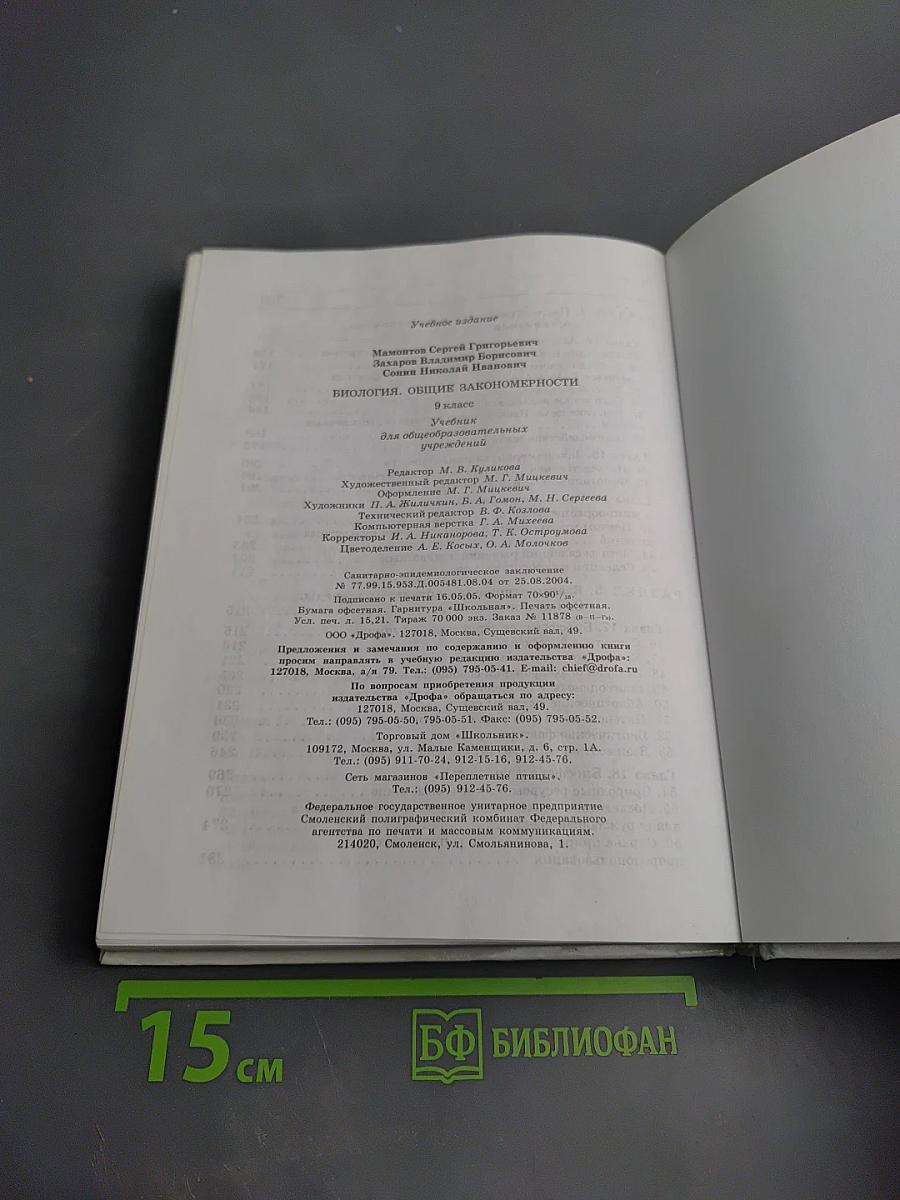 Учебное издание
Мамонтов Сергей Григорьевич
Захаров Владимир Борисович
Сонин Николай Иванович
БИОЛОГИЯ. ОБЩИЕ ЗАКОНОМЕРНОСТИ
9 класс
Учебник
для общеобразовательных
учреждений
Редактор М. В. Куликова
Художественный редактор М. Г. Мицкевич
Оформление М. Г. Мицкевич
Художники П. А. Жиличкин, Б. А. Гомон, М. Н. Сергеева
Технический редактор В. Ф. Козлова
Компьютерная верстка Г. А. Михеева
Корректоры И. А. Никанорова, Т. К. Остроумова
Цветоделение А. Е. Косых, О. А. Молочков
Санитарно-эпидемиологическое заключение
№ 77.99.15.953.Д.005481.08.04 от 25.08.2004.
Подписано к печати 16.05.05. Формат 70×90¹/₁₆.
Бумага офсетная. Гарнитура «Школьная». Печать офсетная.
Усл. печ. л. 15,21. Тираж 70 000 экз. Заказ № 11878 (в–п–гз).
ООО «Дрофа». 127018, Москва, Сущевский вал, 49.
Предложения и замечания по содержанию и оформлению книги
просим направлять в учебную редакцию издательства «Дрофа»:
127018, Москва, а/я 79. Тел.: (095) 795-05-41. E-mail: chief@drofa.ru
По вопросам приобретения продукции
издательства «Дрофа» обращаться по адресу:
127018, Москва, Сущевский вал, 49.
Тел.: (095) 795-05-50, 795-05-51. Факс: (095) 795-05-52.
Торговый дом «Школьник».
109172, Москва, ул. Малые Каменщики, д. 6, стр. 1А.
Тел.: (095) 911-70-24, 912-15-16, 912-45-76.
Сеть магазинов «Переплетные птицы».
Тел.: (095) 912-45-76.
Федеральное государственное унитарное предприятие
Смоленский полиграфический комбинат Федерального
агентства по печати и массовым коммуникациям.
214020, Смоленск, ул. Смольянинова, 1.
15 см
БФ БИБЛИОФАН